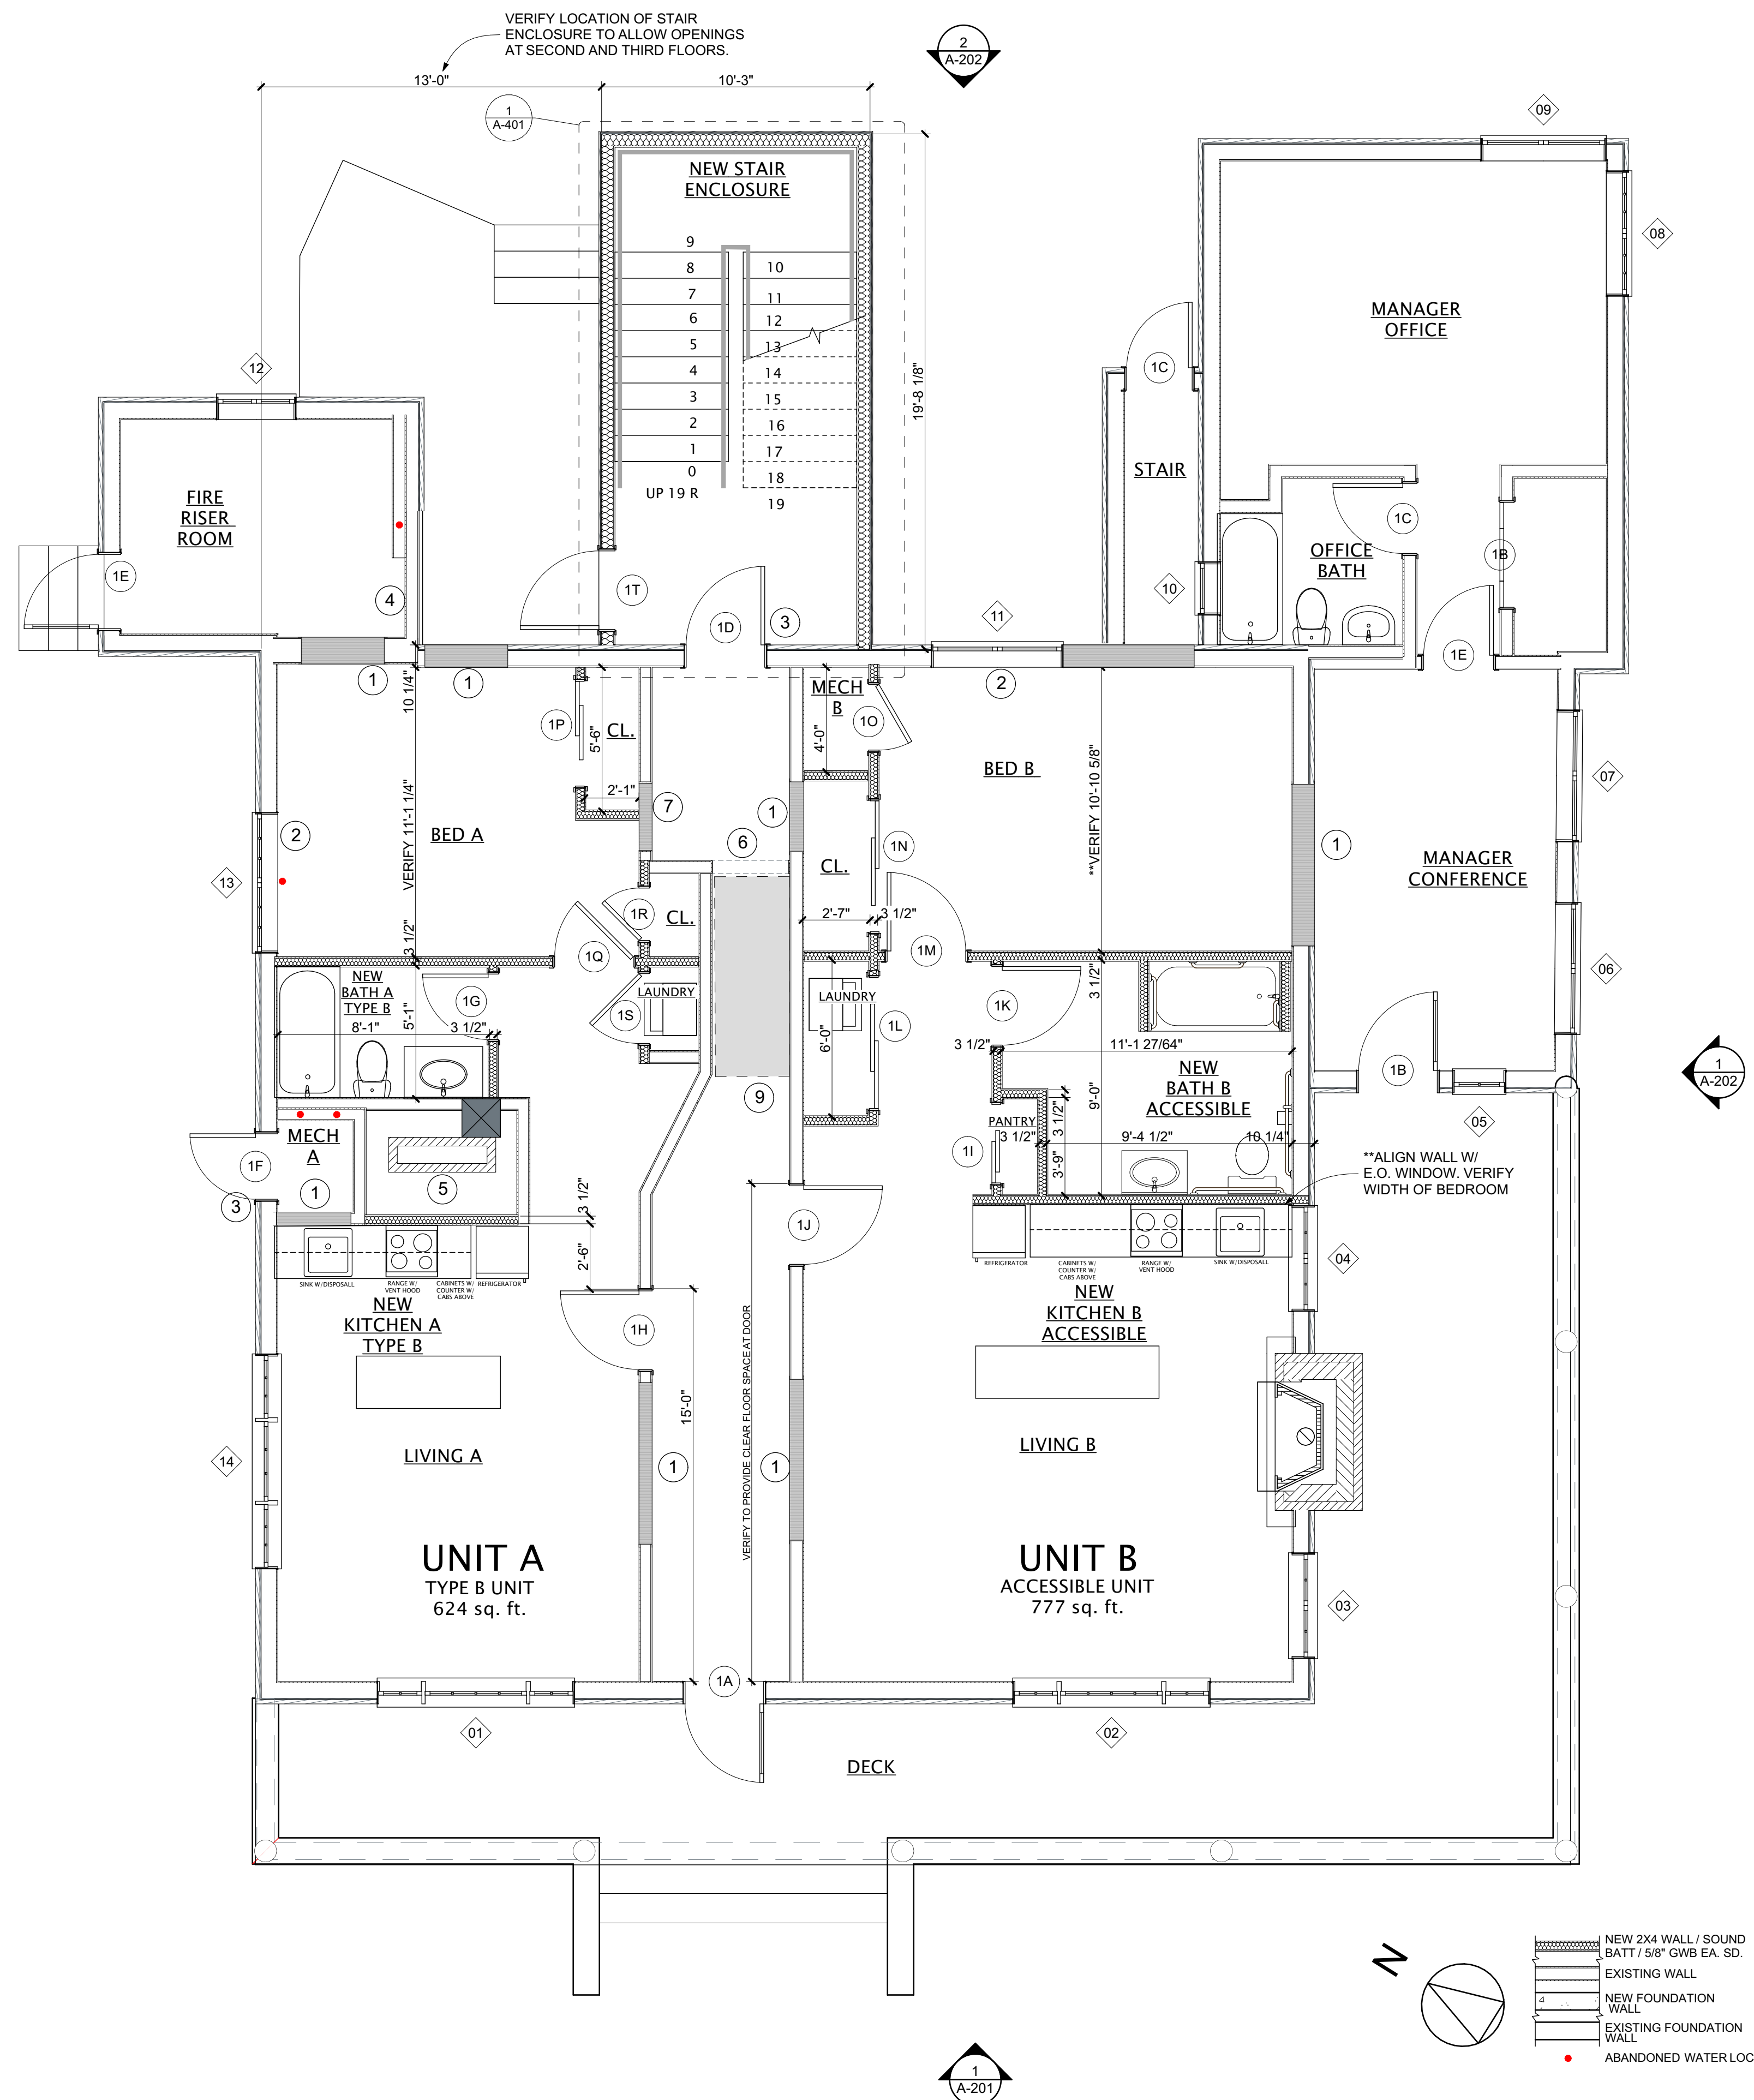 VERIFY LOCATION OF STAIR
ENCLOSURE TO ALLOW OPENINGS
AT SECOND AND THIRD FLOORS.
2
A-202
13'-0"
10'-3"
1
A-401
09
NEW STAIR
ENCLOSURE
08
9
8
7
6
5
4
3
2
1
0
UP 19 R
10
11
12
13
14
15
16
17
18
19
19'-8 1/8"
MANAGER
OFFICE
1C
12
STAIR
FIRE
RISER
ROOM
1C
OFFICE
BATH
1B
1E
4
1T
10
1D
3
11
1E
1
1
2
10 1/4"
1P
5'-6"
CL.
MECH
B
1O
4'-0"
BED B
**VERIFY 10'-10 5/8"
07
2'-1"
7
1
2
BED A
VERIFY 11'-1 1/4"
6
1N
1
MANAGER
CONFERENCE
13
CL.
1R
CL.
2'-7"
3 1/2"
3 1/2"
1Q
1M
06
NEW
BATH A
TYPE B
1G
LAUNDRY
LAUNDRY
1K
3 1/2"
8'-1"
5'-1"
3 1/2"
1S
1L
6'-0"
3 1/2"
11'-1 27/64"
1
A-202
NEW
BATH B
ACCESSIBLE
1B
9
9'-0"
05
MECH
A
PANTRY
3 1/2"
3 1/2"
9'-4 1/2"
10 1/4"
1F
1I
3'-9"
**ALIGN WALL W/
E.O. WINDOW. VERIFY
WIDTH OF BEDROOM
1
5
3
3 1/2"
1J
2'-6"
04
SINK W/DISPOSALL
RANGE W/
VENT HOOD
CABINETS W/
COUNTER W/
CABS ABOVE
REFRIGERATOR
REFRIGERATOR
CABINETS W/
COUNTER W/
CABS ABOVE
RANGE W/
VENT HOOD
SINK W/DISPOSALL
NEW
KITCHEN A
TYPE B
1H
NEW
KITCHEN B
ACCESSIBLE
15'-0"
VERIFY TO PROVIDE CLEAR FLOOR SPACE AT DOOR
14
LIVING A
1
1
LIVING B
UNIT A
TYPE B UNIT
624 sq. ft.
UNIT B
ACCESSIBLE UNIT
777 sq. ft.
03
1A
01
02
DECK
N
NEW 2X4 WALL / SOUND
BATT / 5/8" GWB EA. SD.
EXISTING WALL
NEW FOUNDATION
WALL
EXISTING FOUNDATION
WALL
ABANDONED WATER LOC
1
A-201